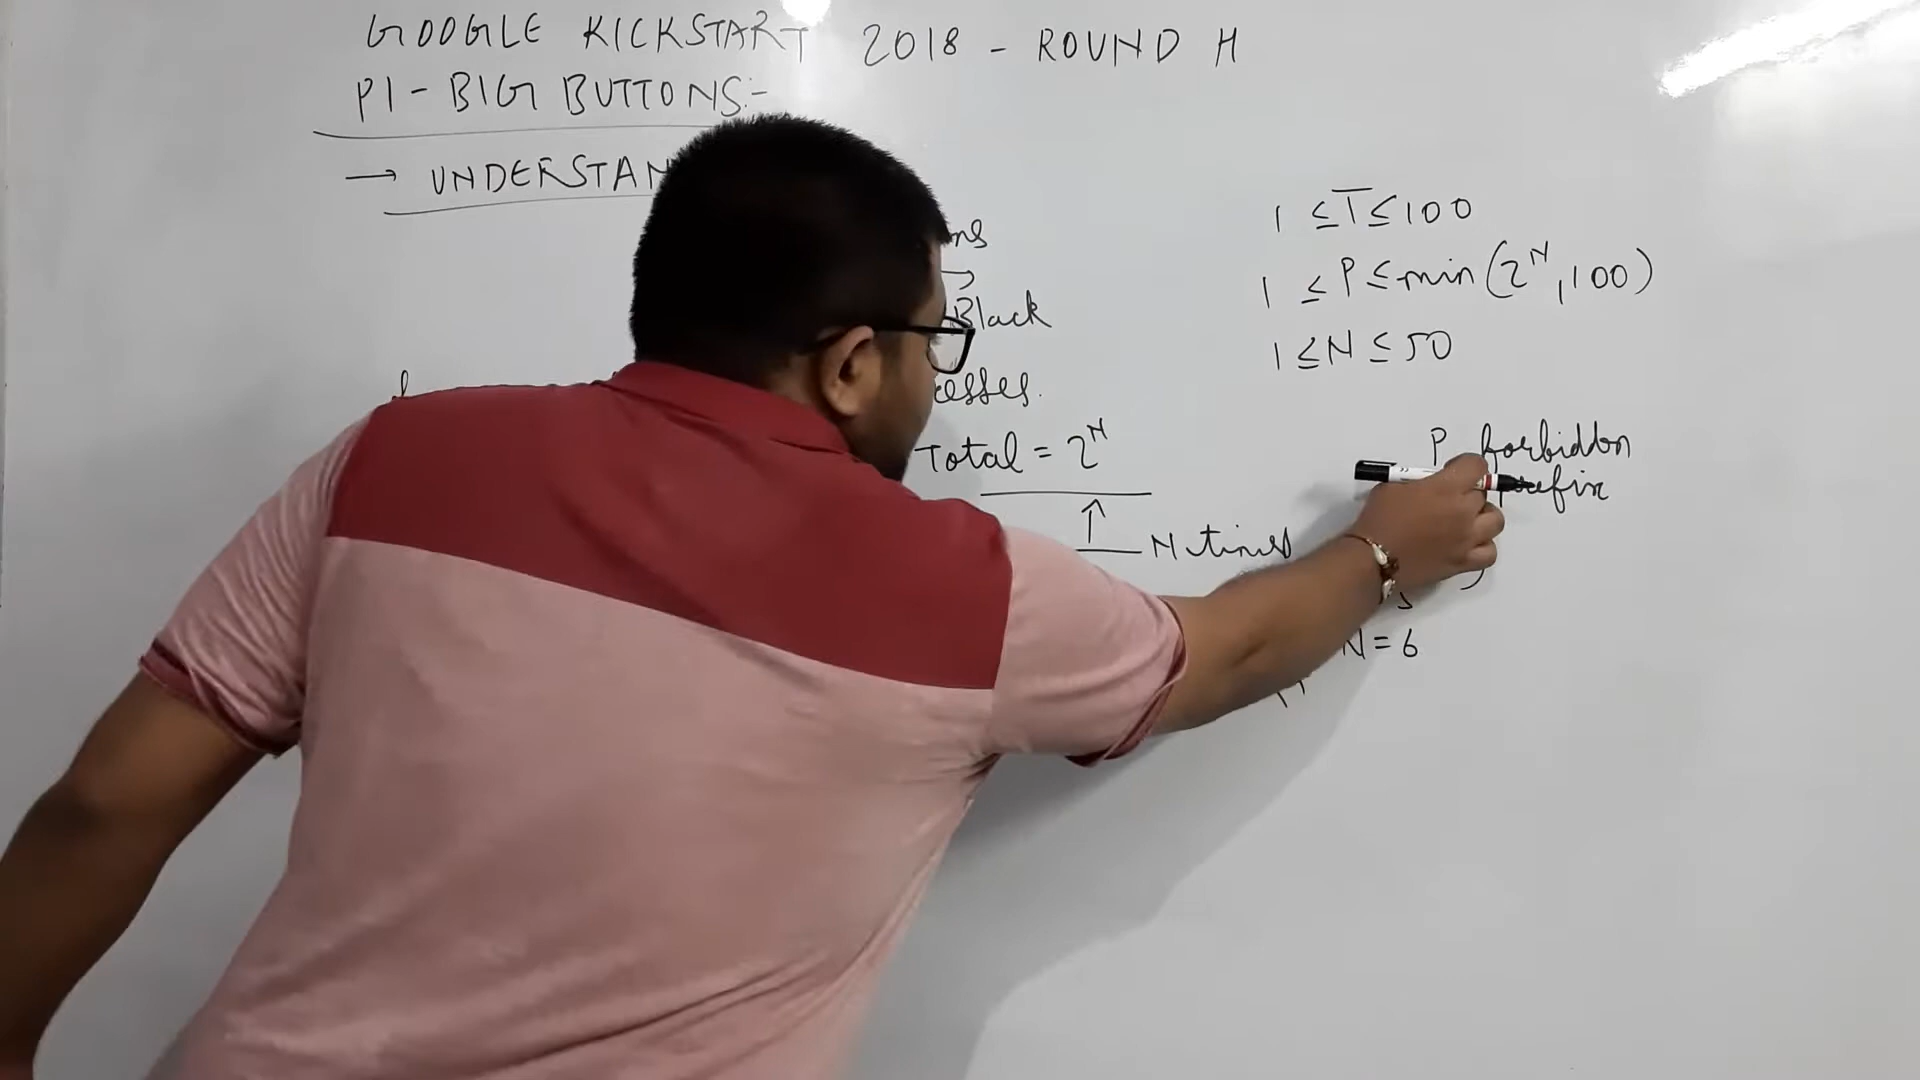 GOOGLE KICKSTART 2018 - ROUND H
P1 - BIG BUTTONS:-
→ UNDERSTAN
ns
Black
esses.
Total = 2^N
↑
N times
1 ≤ T ≤ 100
1 ≤ P ≤ min(2^N, 100)
1 ≤ N ≤ 50
P forbidden
prefix
N = 6